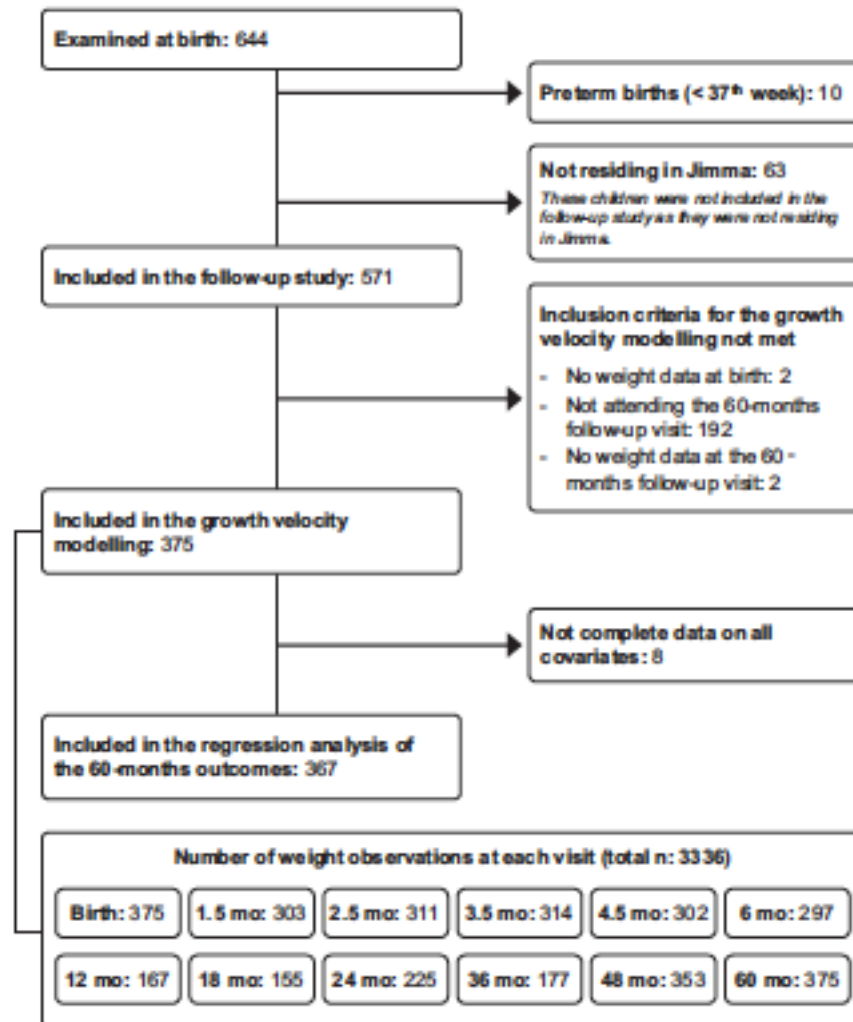 Examined at birth: 644
Preterm births (< 37th week): 10
Not residing in Jimma: 63
These children were not included in the
follow-up study as they were not residing
in Jimma.
Included in the follow-up study: 571
Inclusion criteria for the growth
velocity modelling not met
- No weight data at birth: 2
- Not attending the 60-months
follow-up visit: 192
- No weight data at the 60-
months follow-up visit: 2
Included in the growth velocity
modelling: 375
Not complete data on all
covariates: 8
Included in the regression analysis of
the 60-months outcomes: 367
Number of weight observations at each visit (total n: 3336)
Birth: 375 1.5 mo: 303 2.5 mo: 311 3.5 mo: 314 4.5 mo: 302 6 mo: 297
12 mo: 167 18 mo: 155 24 mo: 225 36 mo: 177 48 mo: 353 60 mo: 375